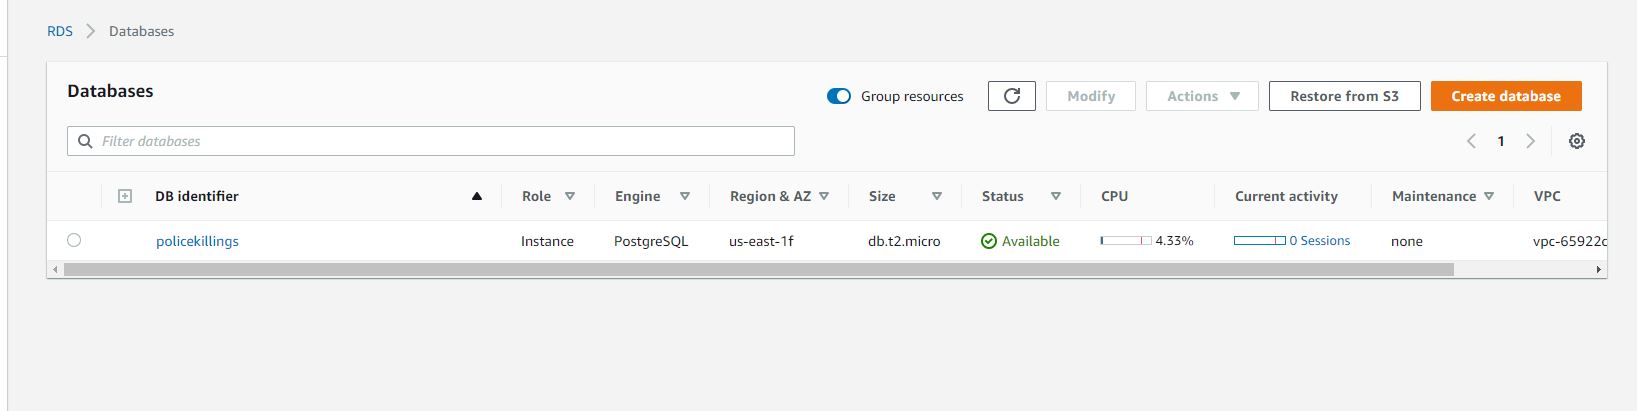 RDS > Databases
Databases
Group resources Modify Actions Restore from S3 Create database
Filter databases
1
DB identifier Role Engine Region & AZ Size Status CPU Current activity Maintenance VPC
policekillings Instance PostgreSQL us-east-1f db.t2.micro Available 4.33% 0 Sessions none